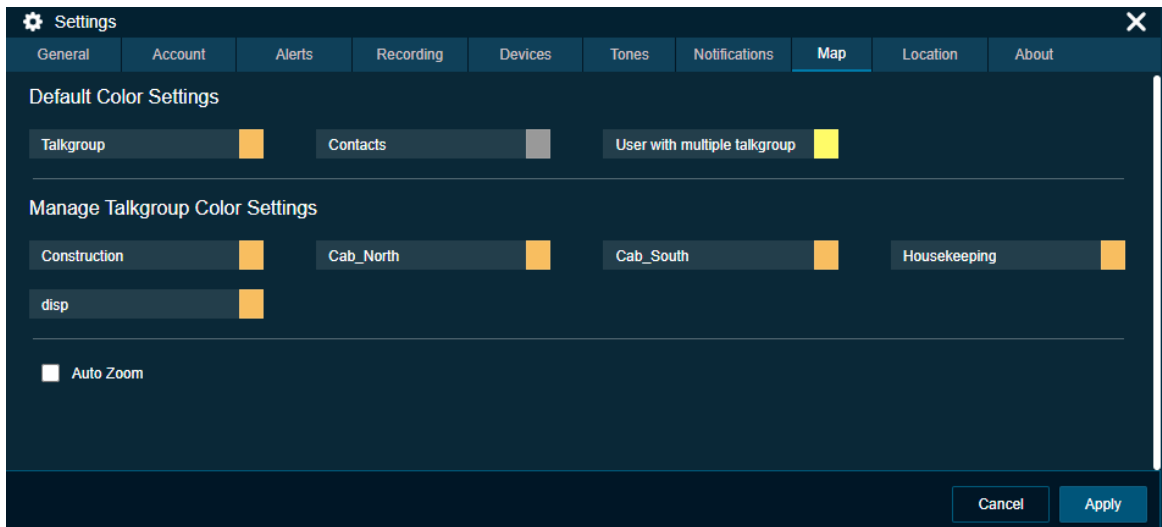 Settings
General Account Alerts Recording Devices Tones Notifications Map Location About
Default Color Settings
Talkgroup Contacts User with multiple talkgroup
Manage Talkgroup Color Settings
Construction Cab_North Cab_South Housekeeping
disp
Auto Zoom
Cancel Apply